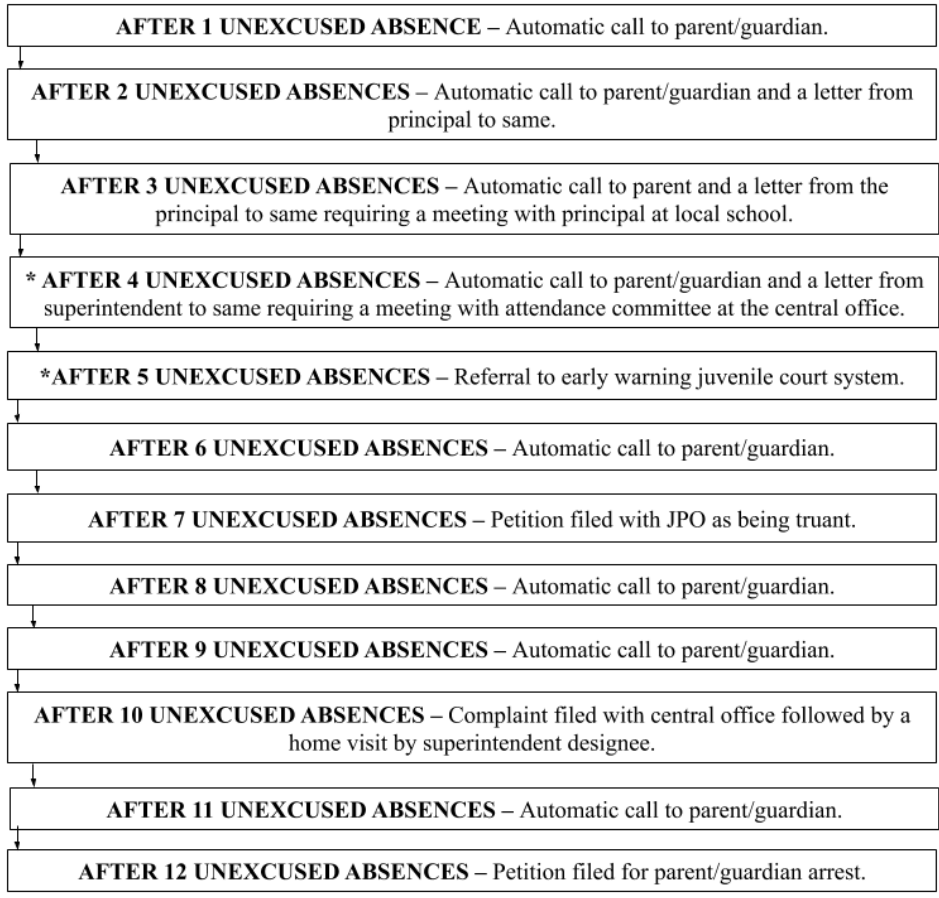 AFTER 1 UNEXCUSED ABSENCE – Automatic call to parent/guardian.
AFTER 2 UNEXCUSED ABSENCES – Automatic call to parent/guardian and a letter from
principal to same.
AFTER 3 UNEXCUSED ABSENCES – Automatic call to parent and a letter from the
principal to same requiring a meeting with principal at local school.
* AFTER 4 UNEXCUSED ABSENCES – Automatic call to parent/guardian and a letter from
superintendent to same requiring a meeting with attendance committee at the central office.
*AFTER 5 UNEXCUSED ABSENCES – Referral to early warning juvenile court system.
AFTER 6 UNEXCUSED ABSENCES – Automatic call to parent/guardian.
AFTER 7 UNEXCUSED ABSENCES – Petition filed with JPO as being truant.
AFTER 8 UNEXCUSED ABSENCES – Automatic call to parent/guardian.
AFTER 9 UNEXCUSED ABSENCES – Automatic call to parent/guardian.
AFTER 10 UNEXCUSED ABSENCES – Complaint filed with central office followed by a
home visit by superintendent designee.
AFTER 11 UNEXCUSED ABSENCES – Automatic call to parent/guardian.
AFTER 12 UNEXCUSED ABSENCES – Petition filed for parent/guardian arrest.